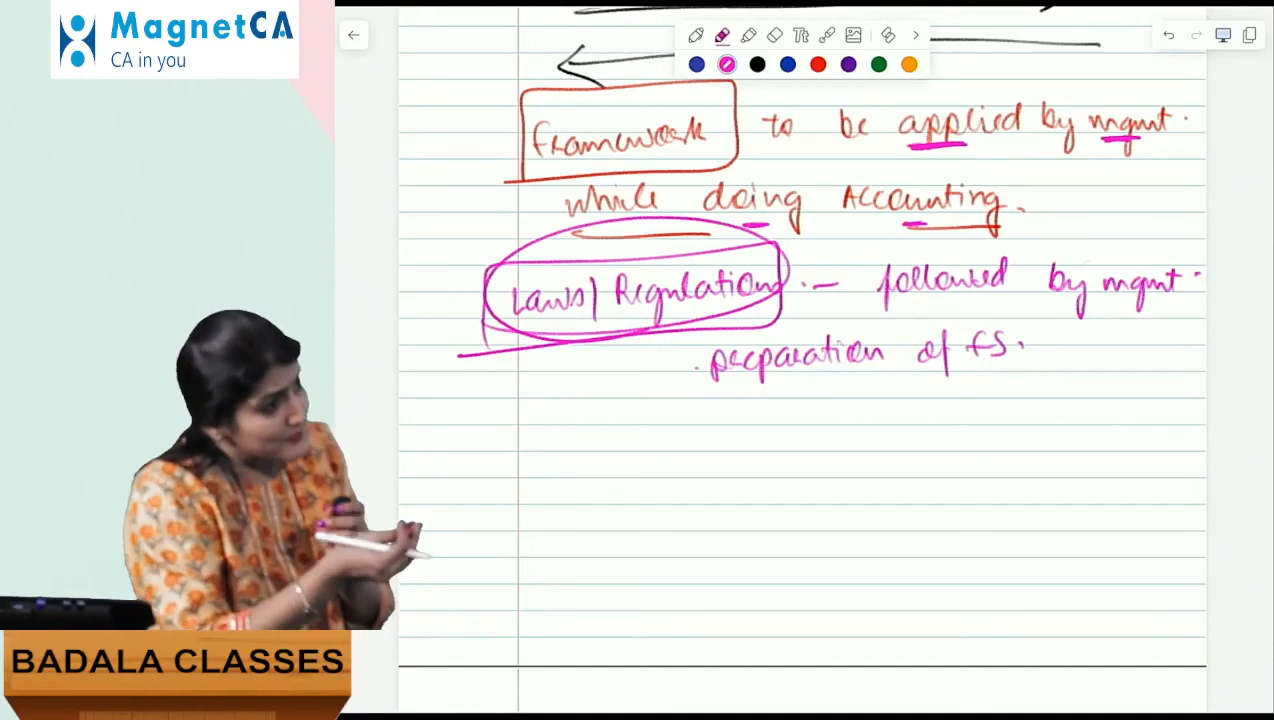 MagnetCA
CA in you
Framework to be applied by mgmt.
while doing Accounting.
Laws/Regulation. - followed by mgmt.
preparation of FS.
BADALA CLASSES